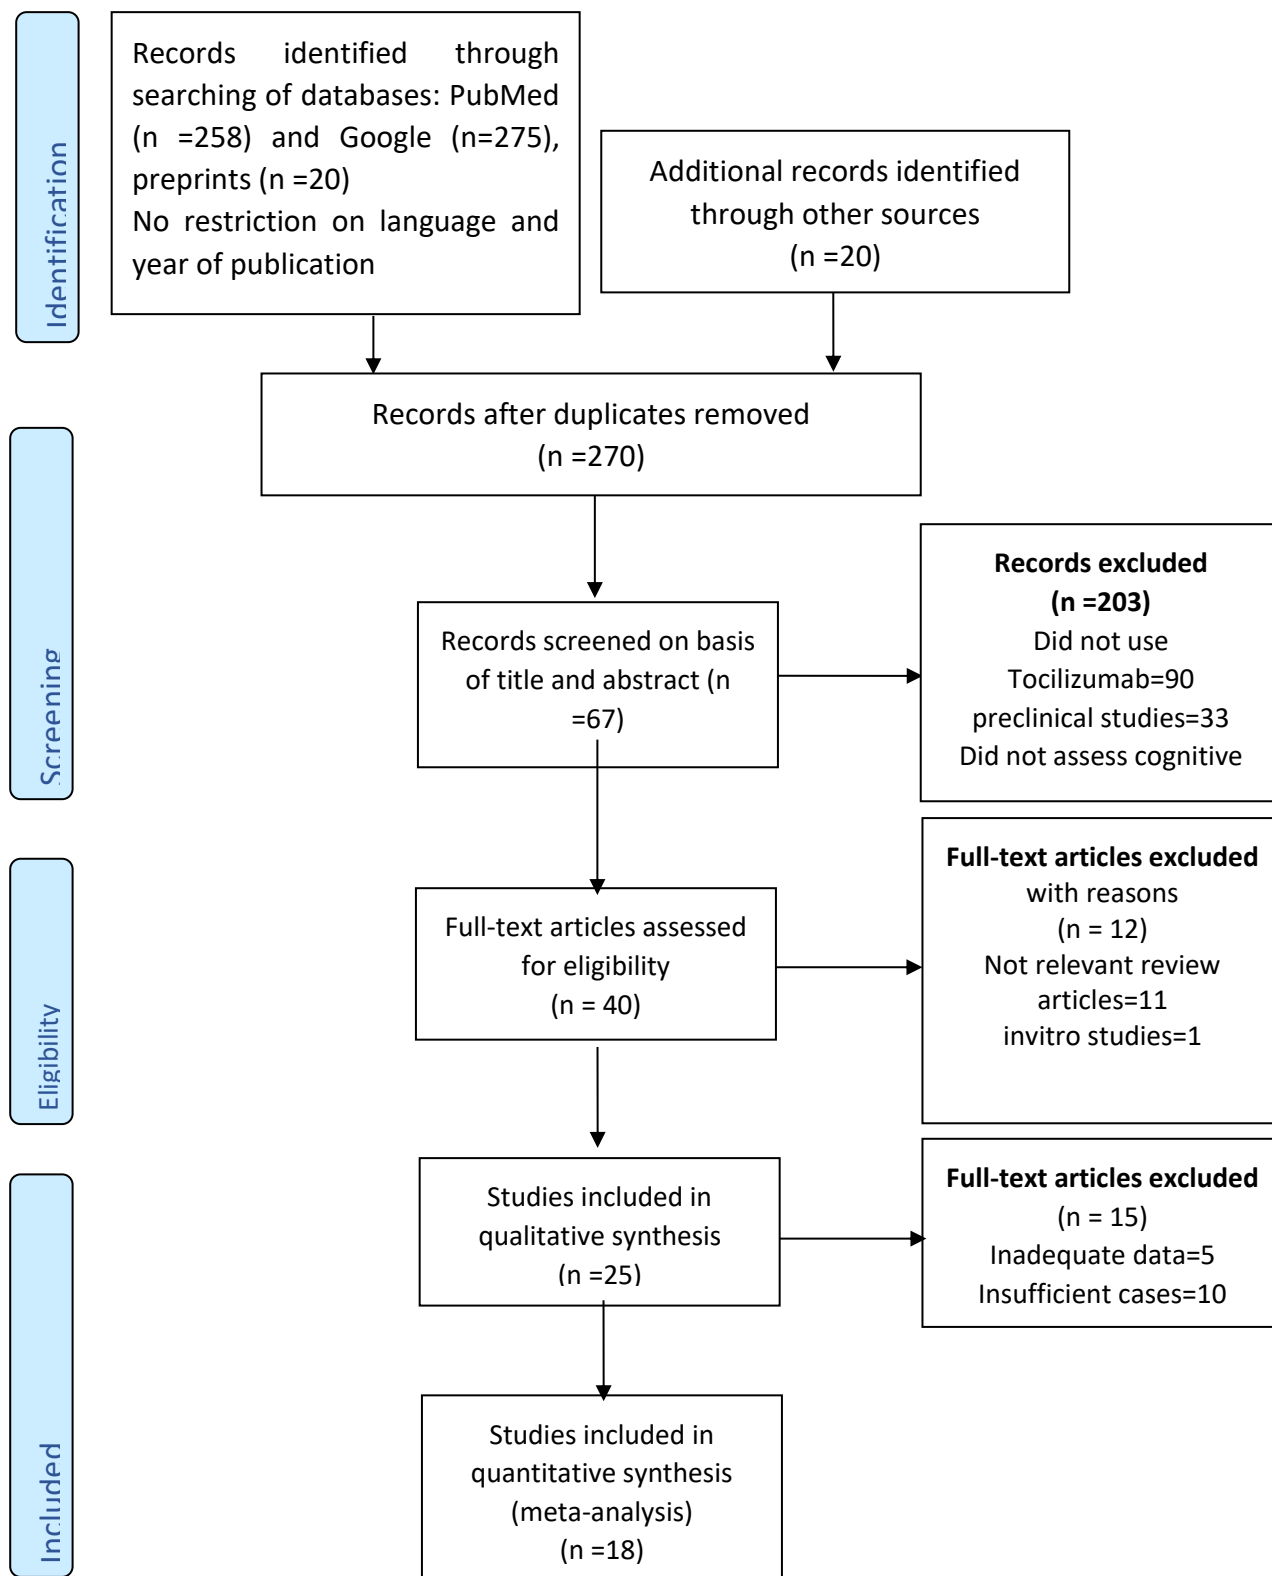 Identification
Records identified through
searching of databases: PubMed
(n =258) and Google (n=275),
preprints (n =20)
No restriction on language and
year of publication
Additional records identified
through other sources
(n =20)
Records after duplicates removed
(n =270)
Screening
Records screened on basis
of title and abstract (n
=67)
Records excluded
(n =203)
Did not use
Tocilizumab=90
preclinical studies=33
Did not assess cognitive
Eligibility
Full-text articles assessed
for eligibility
(n = 40)
Full-text articles excluded
with reasons
(n = 12)
Not relevant review
articles=11
invitro studies=1
Included
Studies included in
qualitative synthesis
(n =25)
Full-text articles excluded
(n = 15)
Inadequate data=5
Insufficient cases=10
Studies included in
quantitative synthesis
(meta-analysis)
(n =18)